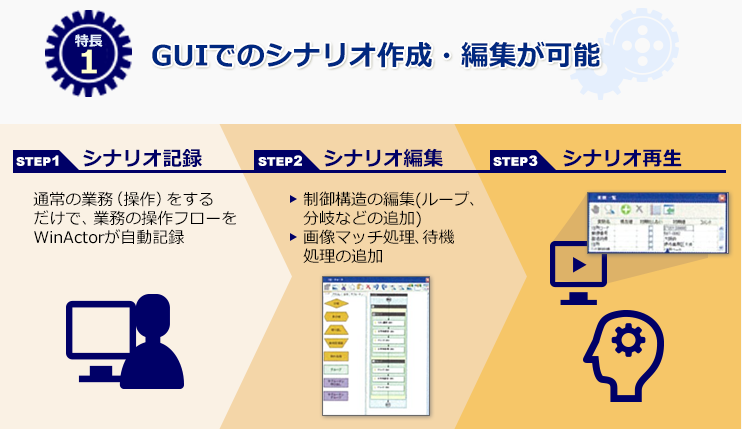 特長
1
GUIでのシナリオ作成・編集が可能
STEP1 シナリオ記録
通常の業務（操作）をする
だけで、業務の操作フローを
WinActorが自動記録
STEP2 シナリオ編集
制御構造の編集(ループ、
分岐などの追加)
画像マッチ処理、待機
処理の追加
STEP3 シナリオ再生